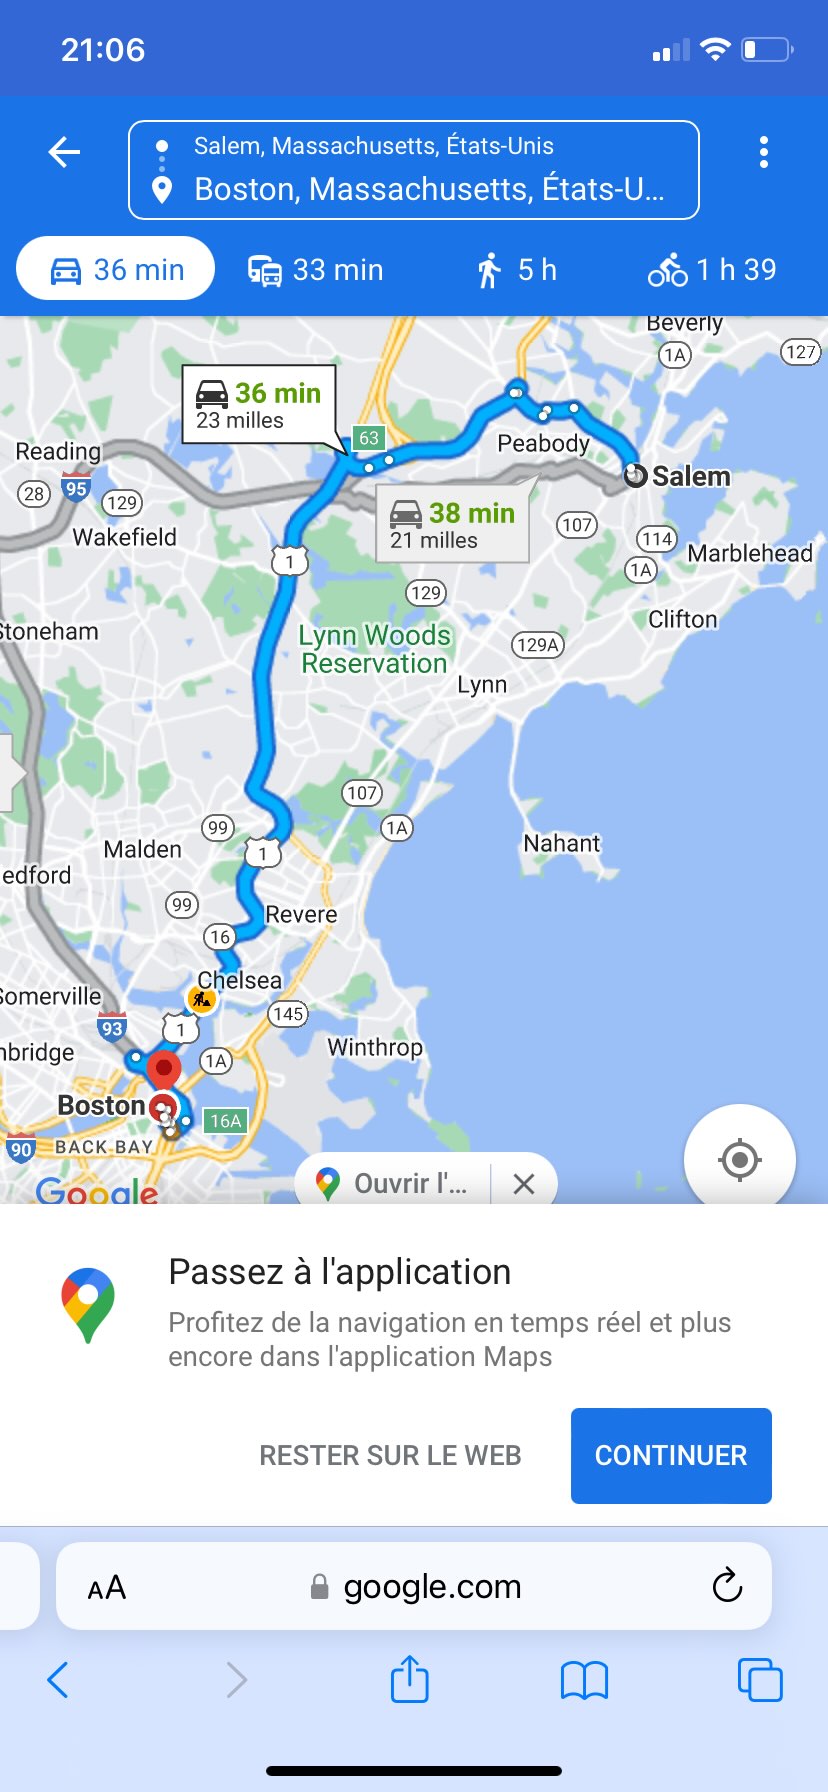 21:06
Salem, Massachusetts, États-Unis
Boston, Massachusetts, États-U...
36 min
33 min
5 h
1 h 39
Beverly
1A
127
36 min
23 milles
63
Peabody
Reading
Salem
95
28
129
38 min
21 milles
107
Wakefield
114
Marblehead
1
1A
129
Clifton
Stoneham
Lynn Woods
Reservation
129A
Lynn
107
99
1A
Malden
1
Nahant
edford
99
Revere
16
Chelsea
Somerville
145
93
1
nbridge
1A
Winthrop
Boston
16A
90
BACK BAY
Google
Ouvrir l'...
Passez à l'application
Profitez de la navigation en temps réel et plus
encore dans l'application Maps
RESTER SUR LE WEB
CONTINUER
AA
google.com